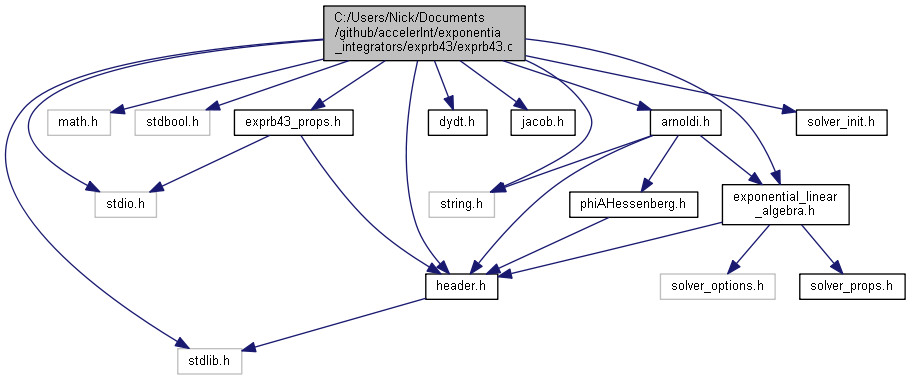 C:/Users/Nick/Documents
/github/accelerInt/exponentia
_integrators/exprb43/exprb43.c
math.h
stdbool.h
exprb43_props.h
dydt.h
jacob.h
arnoldi.h
solver_init.h
stdio.h
string.h
phiAHessenberg.h
exponential_linear
_algebra.h
header.h
solver_options.h
solver_props.h
stdlib.h